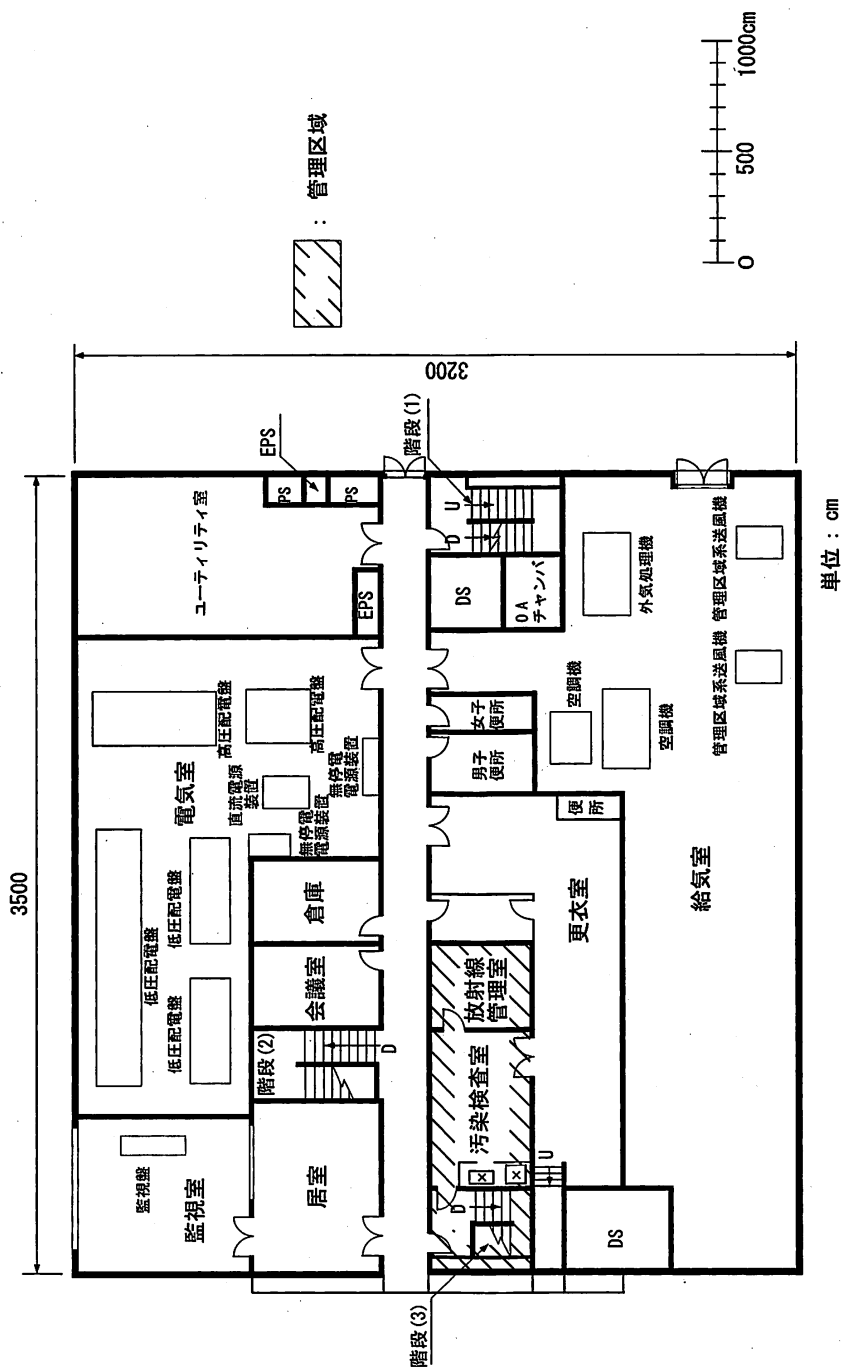 3500
3200
: 管理区域
0
500
1000cm
単位：cm
監視盤
監視室
居室
低圧配電盤
低圧配電盤
低圧配電盤
電気室
高圧配電盤
高圧配電盤
直流電源
装置
無停電
電源装置
無停電
電源装置
ユーティリティ室
PS
EPS
PS
EPS
階段(2)
D
会議室
倉庫
階段(1)
U
D
DS
OA
チャンバ
女子
便所
男子
便所
便所
更衣室
放射線
管理室
汚染検査室
階段(3)
D
U
DS
給気室
空調機
空調機
外気処理機
管理区域系送風機
管理区域系送風機